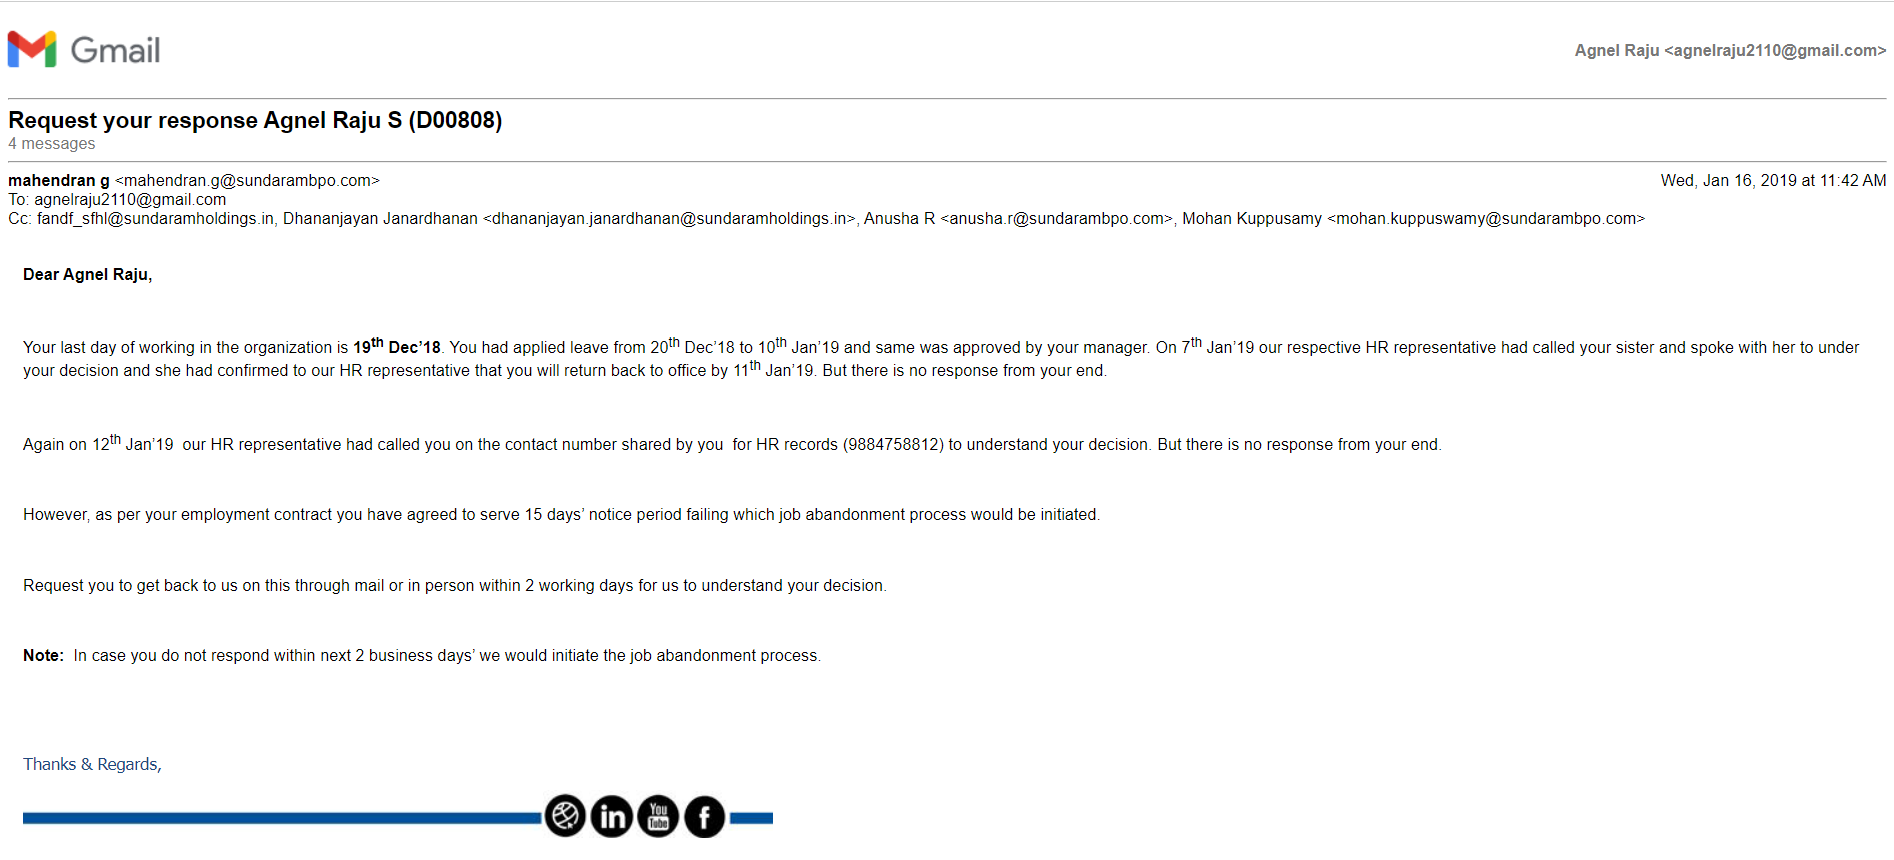 Gmail
Agnel Raju <agnelraju2110@gmail.com>
Request your response Agnel Raju S (D00808)
4 messages
mahendran g <mahendran.g@sundarambpo.com>
Wed, Jan 16, 2019 at 11:42 AM
To: agnelraju2110@gmail.com
Cc: fandf_sfhl@sundaramholdings.in, Dhananjayan Janardhanan <dhananjayan.janardhanan@sundaramholdings.in>, Anusha R <anusha.r@sundarambpo.com>, Mohan Kuppusamy <mohan.kuppuswamy@sundarambpo.com>
Dear Agnel Raju,
Your last day of working in the organization is 19th Dec’18. You had applied leave from 20th Dec’18 to 10th Jan’19 and same was approved by your manager. On 7th Jan’19 our respective HR representative had called your sister and spoke with her to under
your decision and she had confirmed to our HR representative that you will return back to office by 11th Jan’19. But there is no response from your end.
Again on 12th Jan’19  our HR representative had called you on the contact number shared by you  for HR records (9884758812) to understand your decision. But there is no response from your end.
However, as per your employment contract you have agreed to serve 15 days’ notice period failing which job abandonment process would be initiated.
Request you to get back to us on this through mail or in person within 2 working days for us to understand your decision.
Note:  In case you do not respond within next 2 business days’ we would initiate the job abandonment process.
Thanks & Regards,
in
You
Tube
f